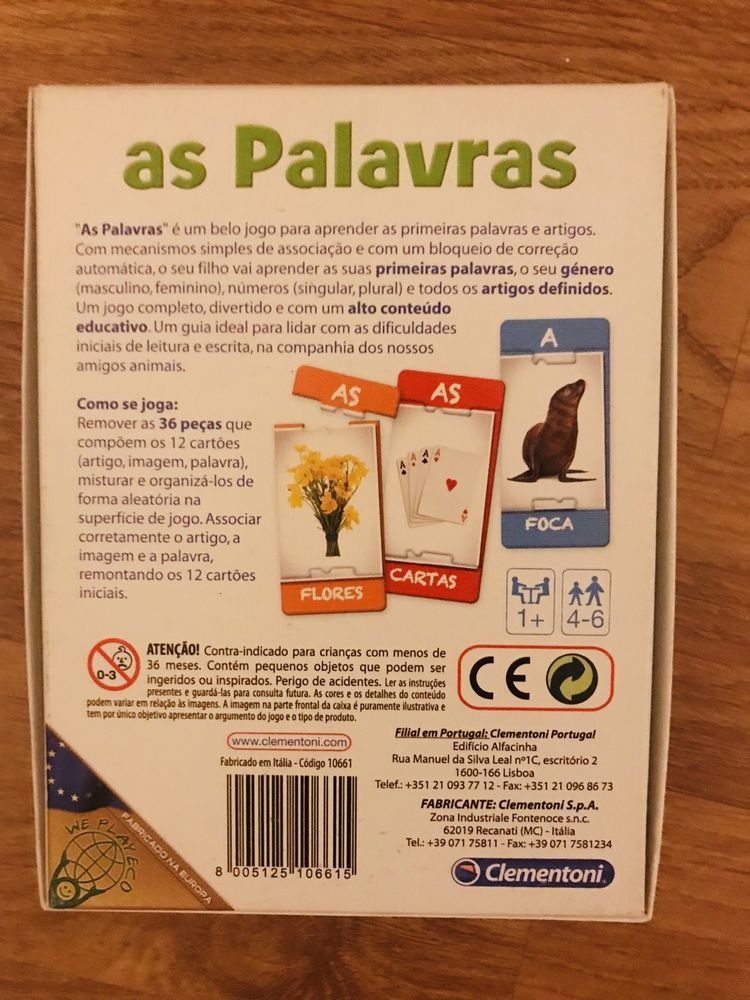 as Palavras
"As Palavras" é um belo jogo para aprender as primeiras palavras e artigos.
Com mecanismos simples de associação e com um bloqueio de correção
automática, o seu filho vai aprender as suas primeiras palavras, o seu género
(masculino, feminino), números (singular, plural) e todos os artigos definidos.
Um jogo completo, divertido e com um alto conteúdo
educativo. Um guia ideal para lidar com as dificuldades
iniciais de leitura e escrita, na companhia dos nossos
amigos animais.
Como se joga:
Remover as 36 peças que
compõem os 12 cartões
(artigo, imagem, palavra),
misturar e organizá-los de
forma aleatória na
superfície de jogo. Associar
corretamente o artigo, a
imagem e a palavra,
remontando os 12 cartões
iniciais.
AS
FLORES
AS
A A A A
A
CARTAS
A
FOCA
1+
4-6
0-3
ATENÇÃO! Contra-indicado para crianças com menos de
36 meses. Contém pequenos objetos que podem ser
ingeridos ou inspirados. Perigo de acidentes. Ler as instruções
presentes e guardá-las para consulta futura. As cores e os detalhes do conteúdo
podem variar em relação às imagens. A imagem na parte frontal da caixa é puramente ilustrativa e
tem por único objetivo apresentar o argumento do jogo e o tipo de produto.
CE
www.clementoni.com
Fabricado em Itália - Código 10661
8 005125 106615
Filial em Portugal: Clementoni Portugal
Edifício Alfacinha
Rua Manuel da Silva Leal nº1C, escritório 2
1600-166 Lisboa
Telef.: +351 21 093 77 12 - Fax: +351 21 096 86 73
FABRICANTE: Clementoni S.p.A.
Zona Industriale Fontenoce s.n.c.
62019 Recanati (MC) - Itália
Tel.: +39 071 75811 - Fax: +39 071 7581234
Clementoni
WE PLAY ECO
FABRICADO NA EUROPA